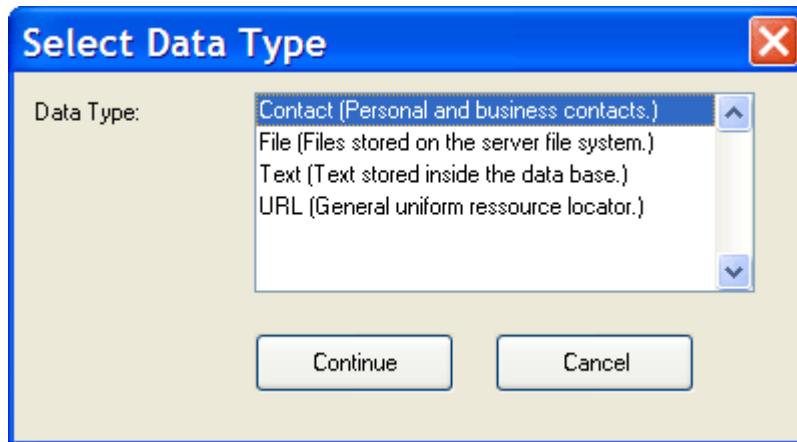 Select Data Type
Data Type:
Contact (Personal and business contacts.)
File (Files stored on the server file system.)
Text (Text stored inside the data base.)
URL (General uniform ressource locator.)
Continue
Cancel